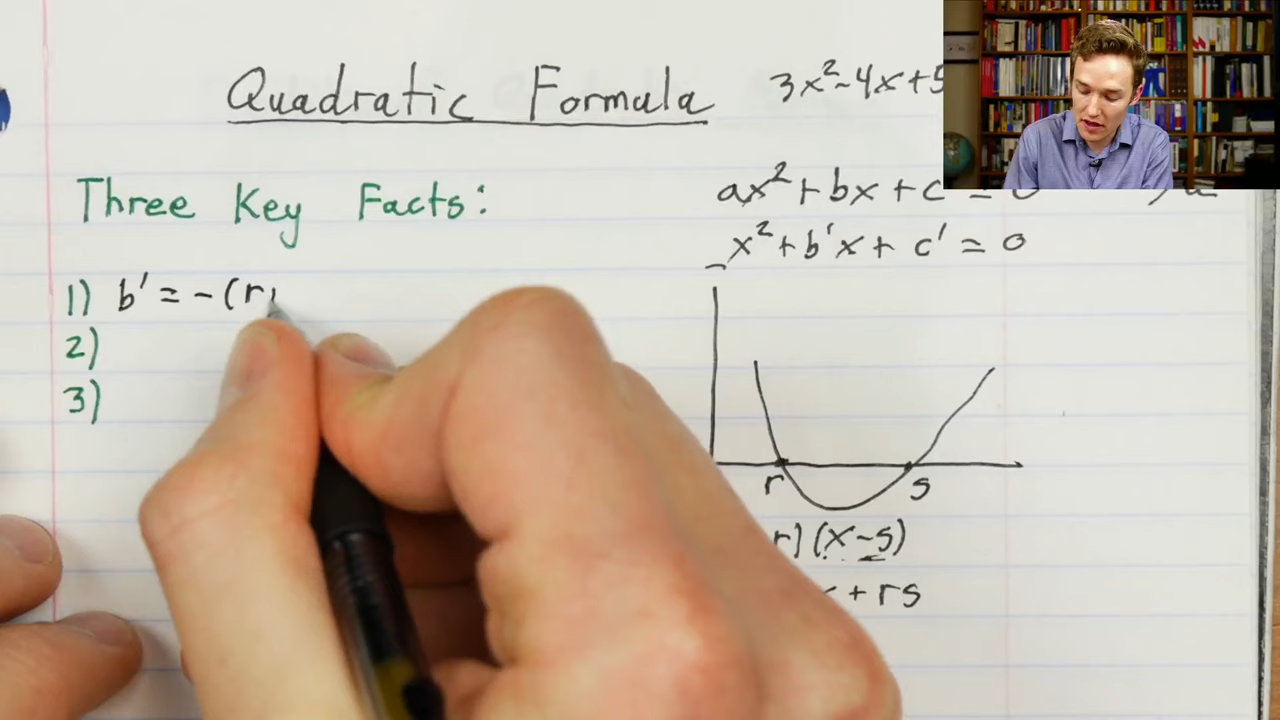 Quadratic Formula 3x²-4x+5
Three Key Facts:
ax²+bx+c = 0
x²+b'x+c' = 0
1) b' = -(r
2)
3)
r s
r)(x-s)
+ rs